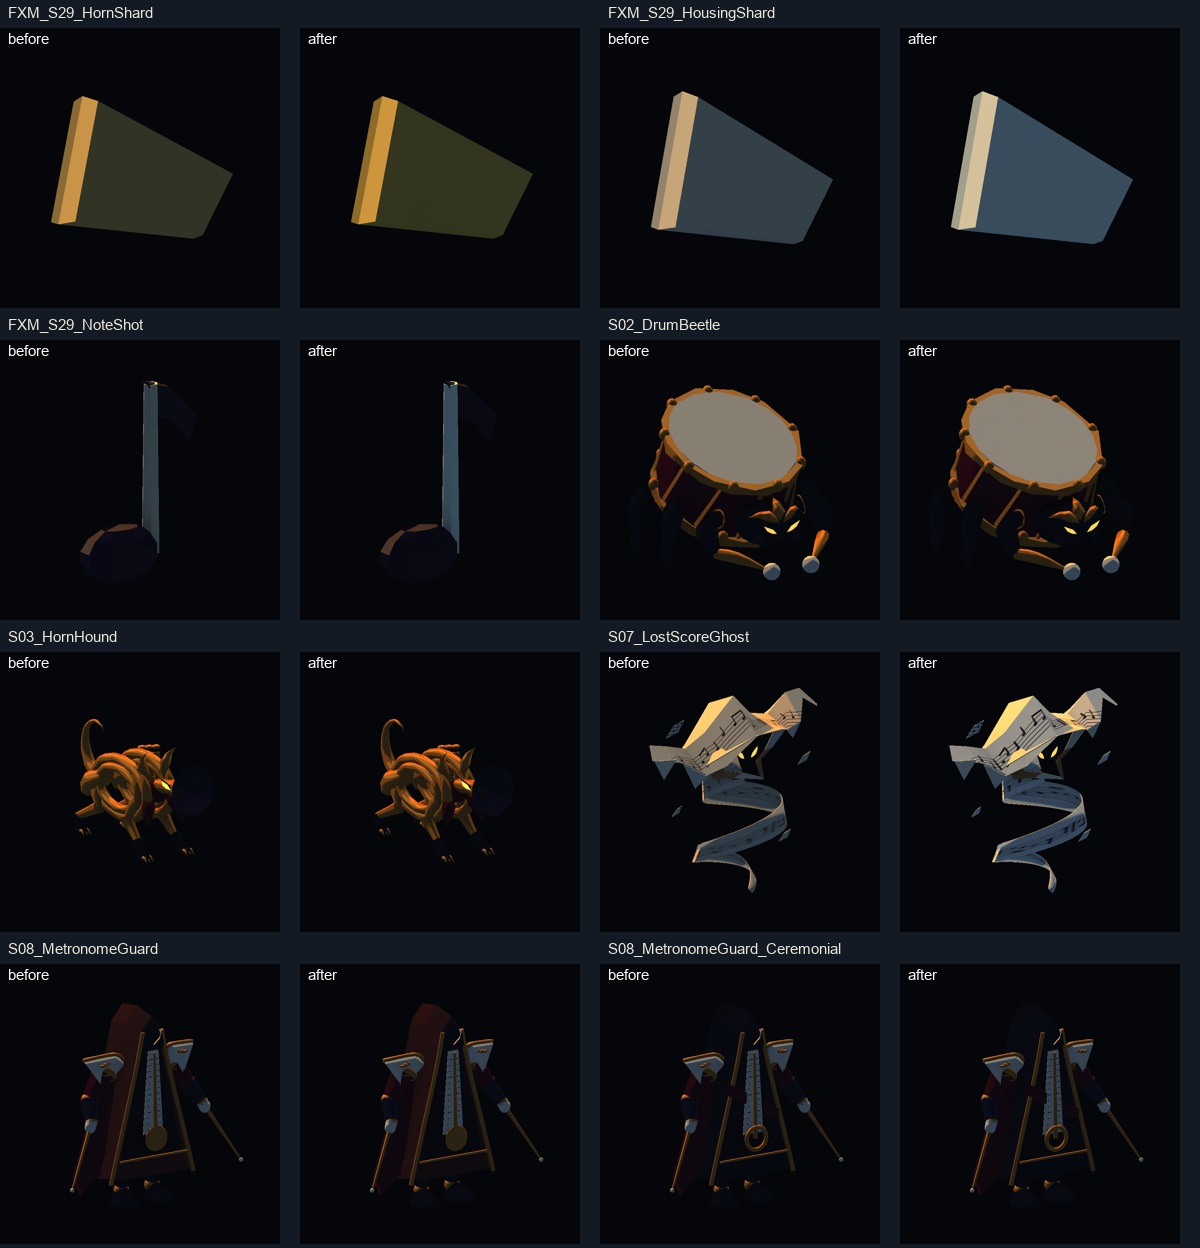 FXM_S29_HornShard
FXM_S29_HousingShard
before
after
before
after
FXM_S29_NoteShot
S02_DrumBeetle
before
after
before
after
S03_HornHound
S07_LostScoreGhost
before
after
before
after
S08_MetronomeGuard
S08_MetronomeGuard_Ceremonial
before
after
before
after